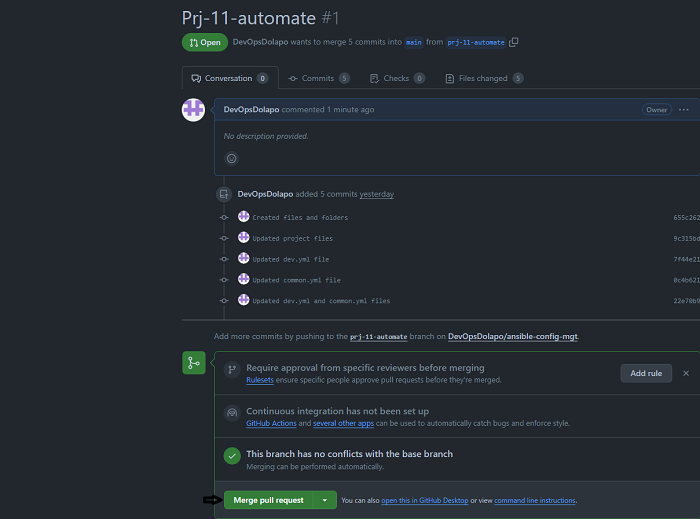 Prj-11-automate #1
Open DevOpsDolapo wants to merge 5 commits into main from prj-11-automate
Conversation 0 Commits 5 Checks 0 Files changed 5
DevOpsDolapo commented 1 minute ago Owner ...
No description provided.
DevOpsDolapo added 5 commits yesterday
Created files and folders 655c262
Updated project files 9c315bd
Updated dev.yml file 7f44e21
Updated common.yml file 0c4b621
Updated dev.yml and common.yml files 22e70b9
Add more commits by pushing to the prj-11-automate branch on DevOpsDolapo/ansible-config-mgt.
Require approval from specific reviewers before merging
Rulesets ensure specific people approve pull requests before they're merged.
Add rule
Continuous integration has not been set up
GitHub Actions and several other apps can be used to automatically catch bugs and enforce style.
This branch has no conflicts with the base branch
Merging can be performed automatically.
Merge pull request You can also open this in GitHub Desktop or view command line instructions.